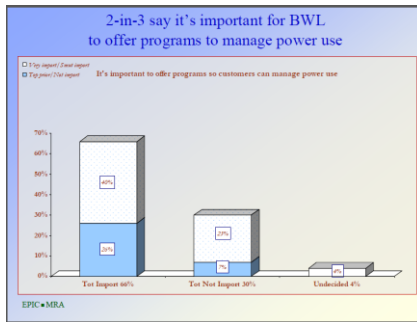 2-in-3 say it's important for BWL
to offer programs to manage power use
Very import/Smwt import
Top price/Not import
It's important to offer programs so customers can manage power use
70%
60%
50%
40%
30%
20%
10%
0%
40%
26%
23%
7%
4%
Tot Import 66%
Tot Not Import 30%
Undecided 4%
EPIC▪MRA